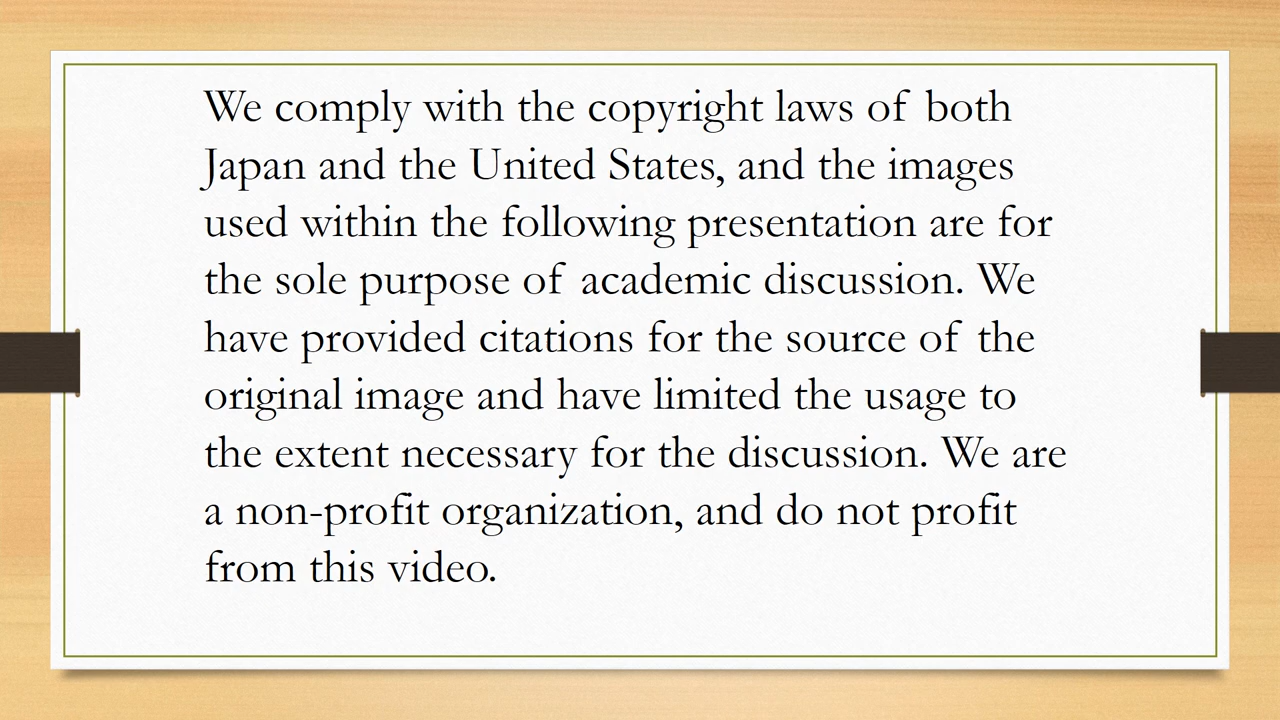 We comply with the copyright laws of both
Japan and the United States, and the images
used within the following presentation are for
the sole purpose of academic discussion. We
have provided citations for the source of the
original image and have limited the usage to
the extent necessary for the discussion. We are
a non-profit organization, and do not profit
from this video.